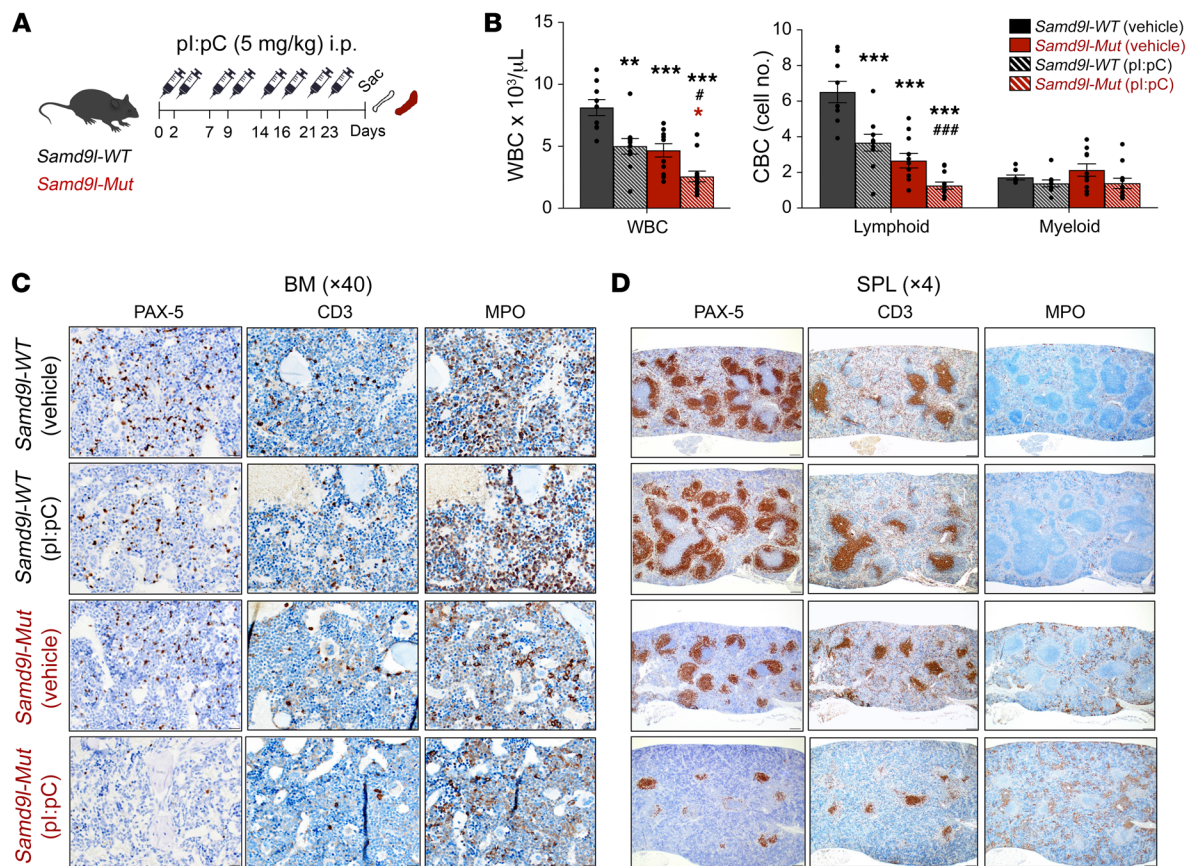 A
pI:pC (5 mg/kg) i.p.
Sac
0 2 7 9 14 16 21 23 Days
Samd9l-WT
Samd9l-Mut
B
WBC x 10³/μL
15
10
5
0
** *** ***
#
*
WBC
CBC (cell no.)
10
8
6
4
2
0
*** *** ***
###
Lymphoid Myeloid
Samd9l-WT (vehicle)
Samd9l-Mut (vehicle)
Samd9l-WT (pI:pC)
Samd9l-Mut (pI:pC)
C
BM (×40)
PAX-5 CD3 MPO
Samd9l-WT
(vehicle)
Samd9l-WT
(pI:pC)
Samd9l-Mut
(vehicle)
Samd9l-Mut
(pI:pC)
D
SPL (×4)
PAX-5 CD3 MPO